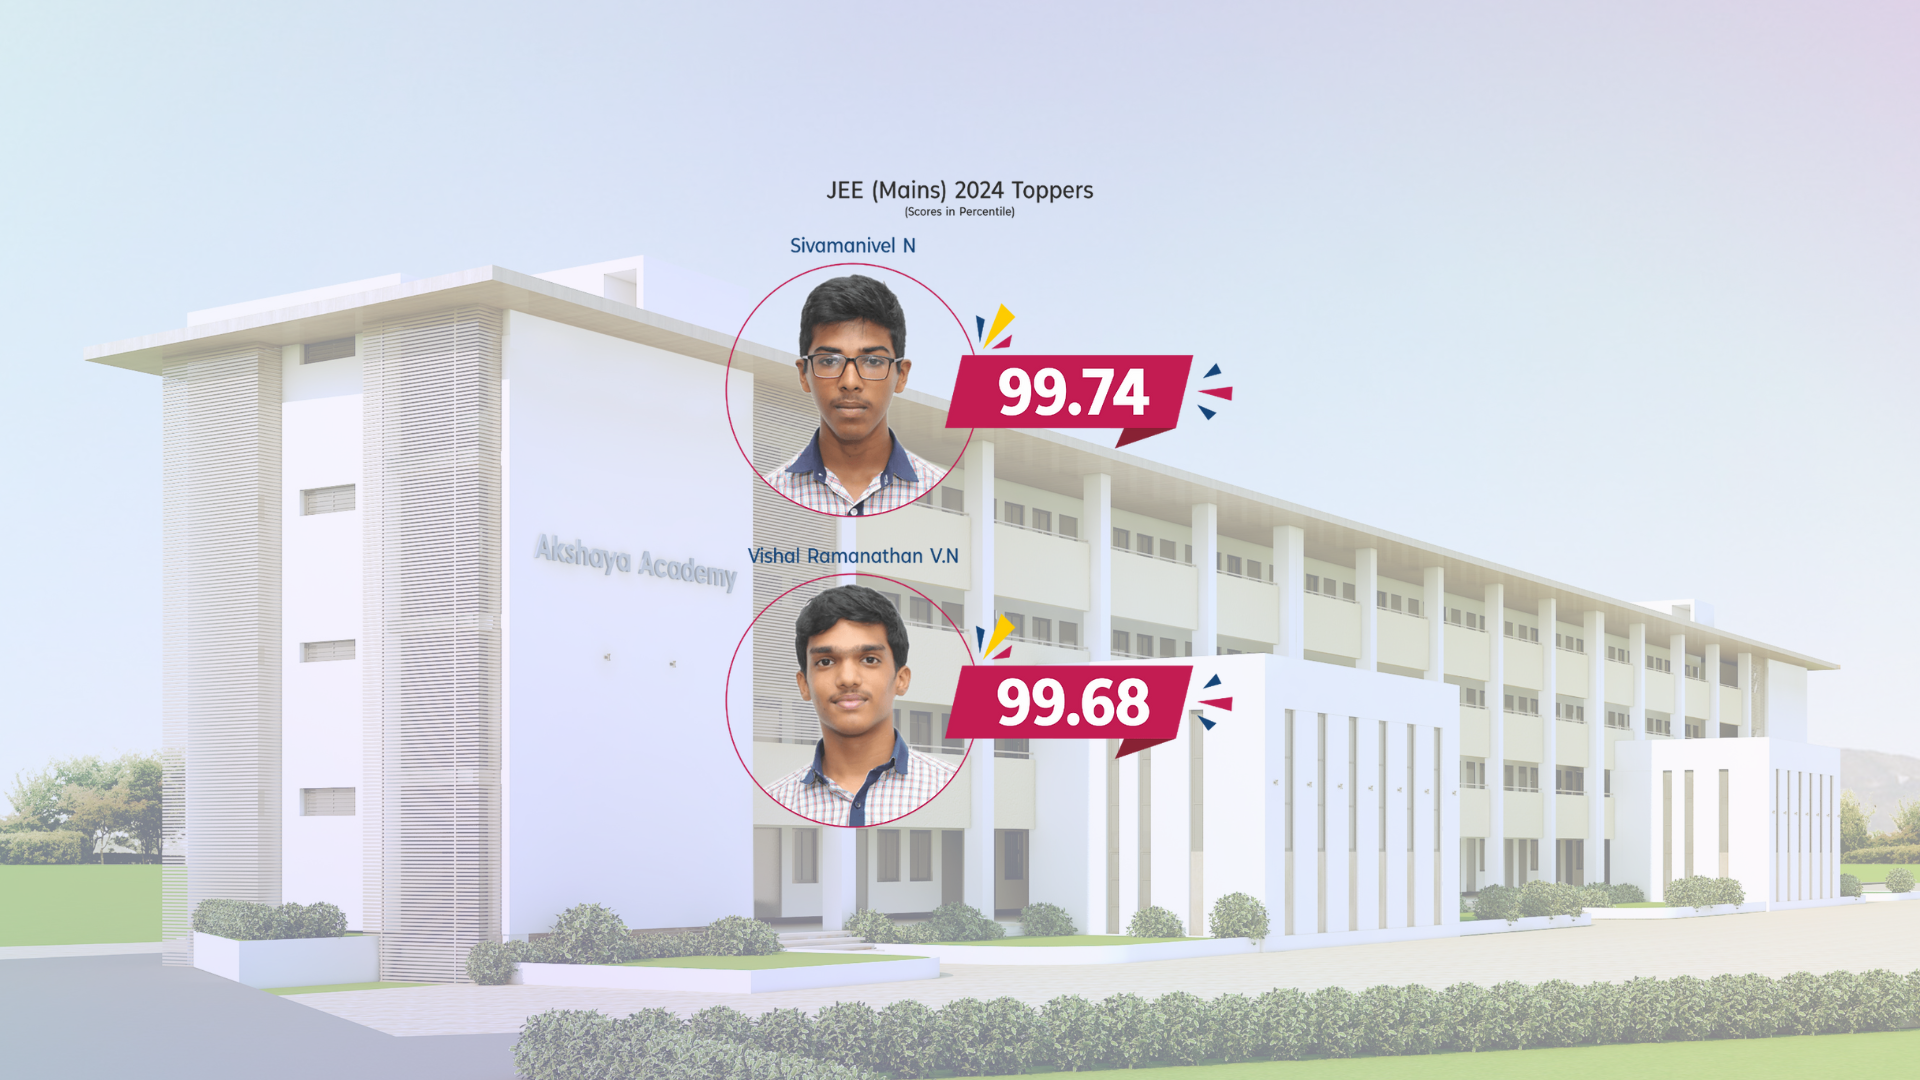 JEE (Mains) 2024 Toppers
(Scores in Percentile)
Sivamanivel N
99.74
Akshaya Academy
Vishal Ramanathan V.N
99.68